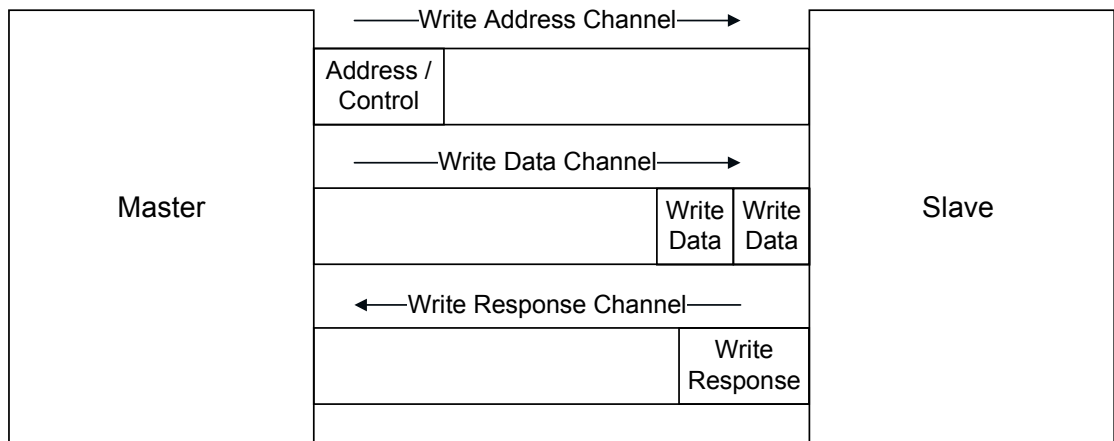 Write Address Channel
Address /
Control
Write Data Channel
Master
Write Write
Data Data
Slave
Write Response Channel
Write
Response